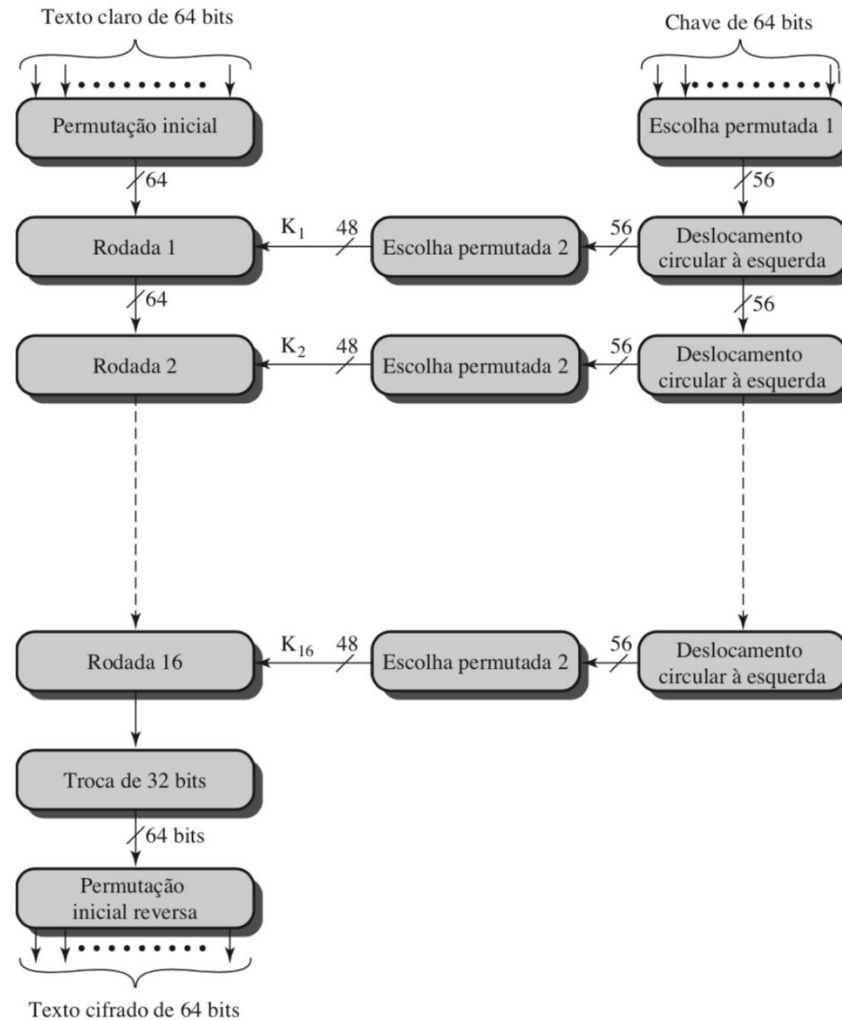 Texto claro de 64 bits
Chave de 64 bits
Permutação inicial
Escolha permutada 1
64
56
Rodada 1
K1
48
Escolha permutada 2
56
Deslocamento
circular à esquerda
64
56
Rodada 2
K2
48
Escolha permutada 2
56
Deslocamento
circular à esquerda
Rodada 16
K16
48
Escolha permutada 2
56
Deslocamento
circular à esquerda
Troca de 32 bits
64 bits
Permutação
inicial reversa
Texto cifrado de 64 bits